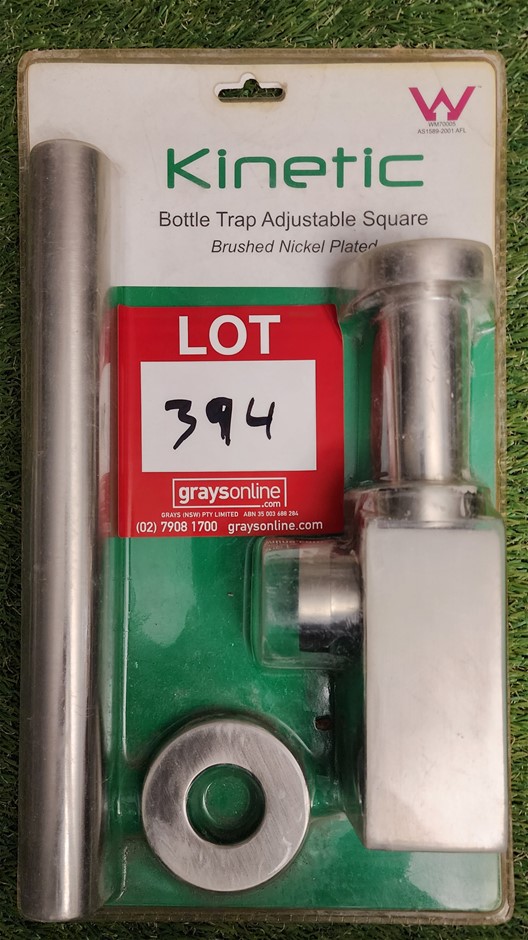 W
WM70005
AS1589-2001 AFL
Kinetic
Bottle Trap Adjustable Square
Brushed Nickel Plated
LOT
394
graysonline
.com
GRAYS (NSW) PTY LIMITED ABN 35 003 688 284
(02) 7908 1700 graysonline.com